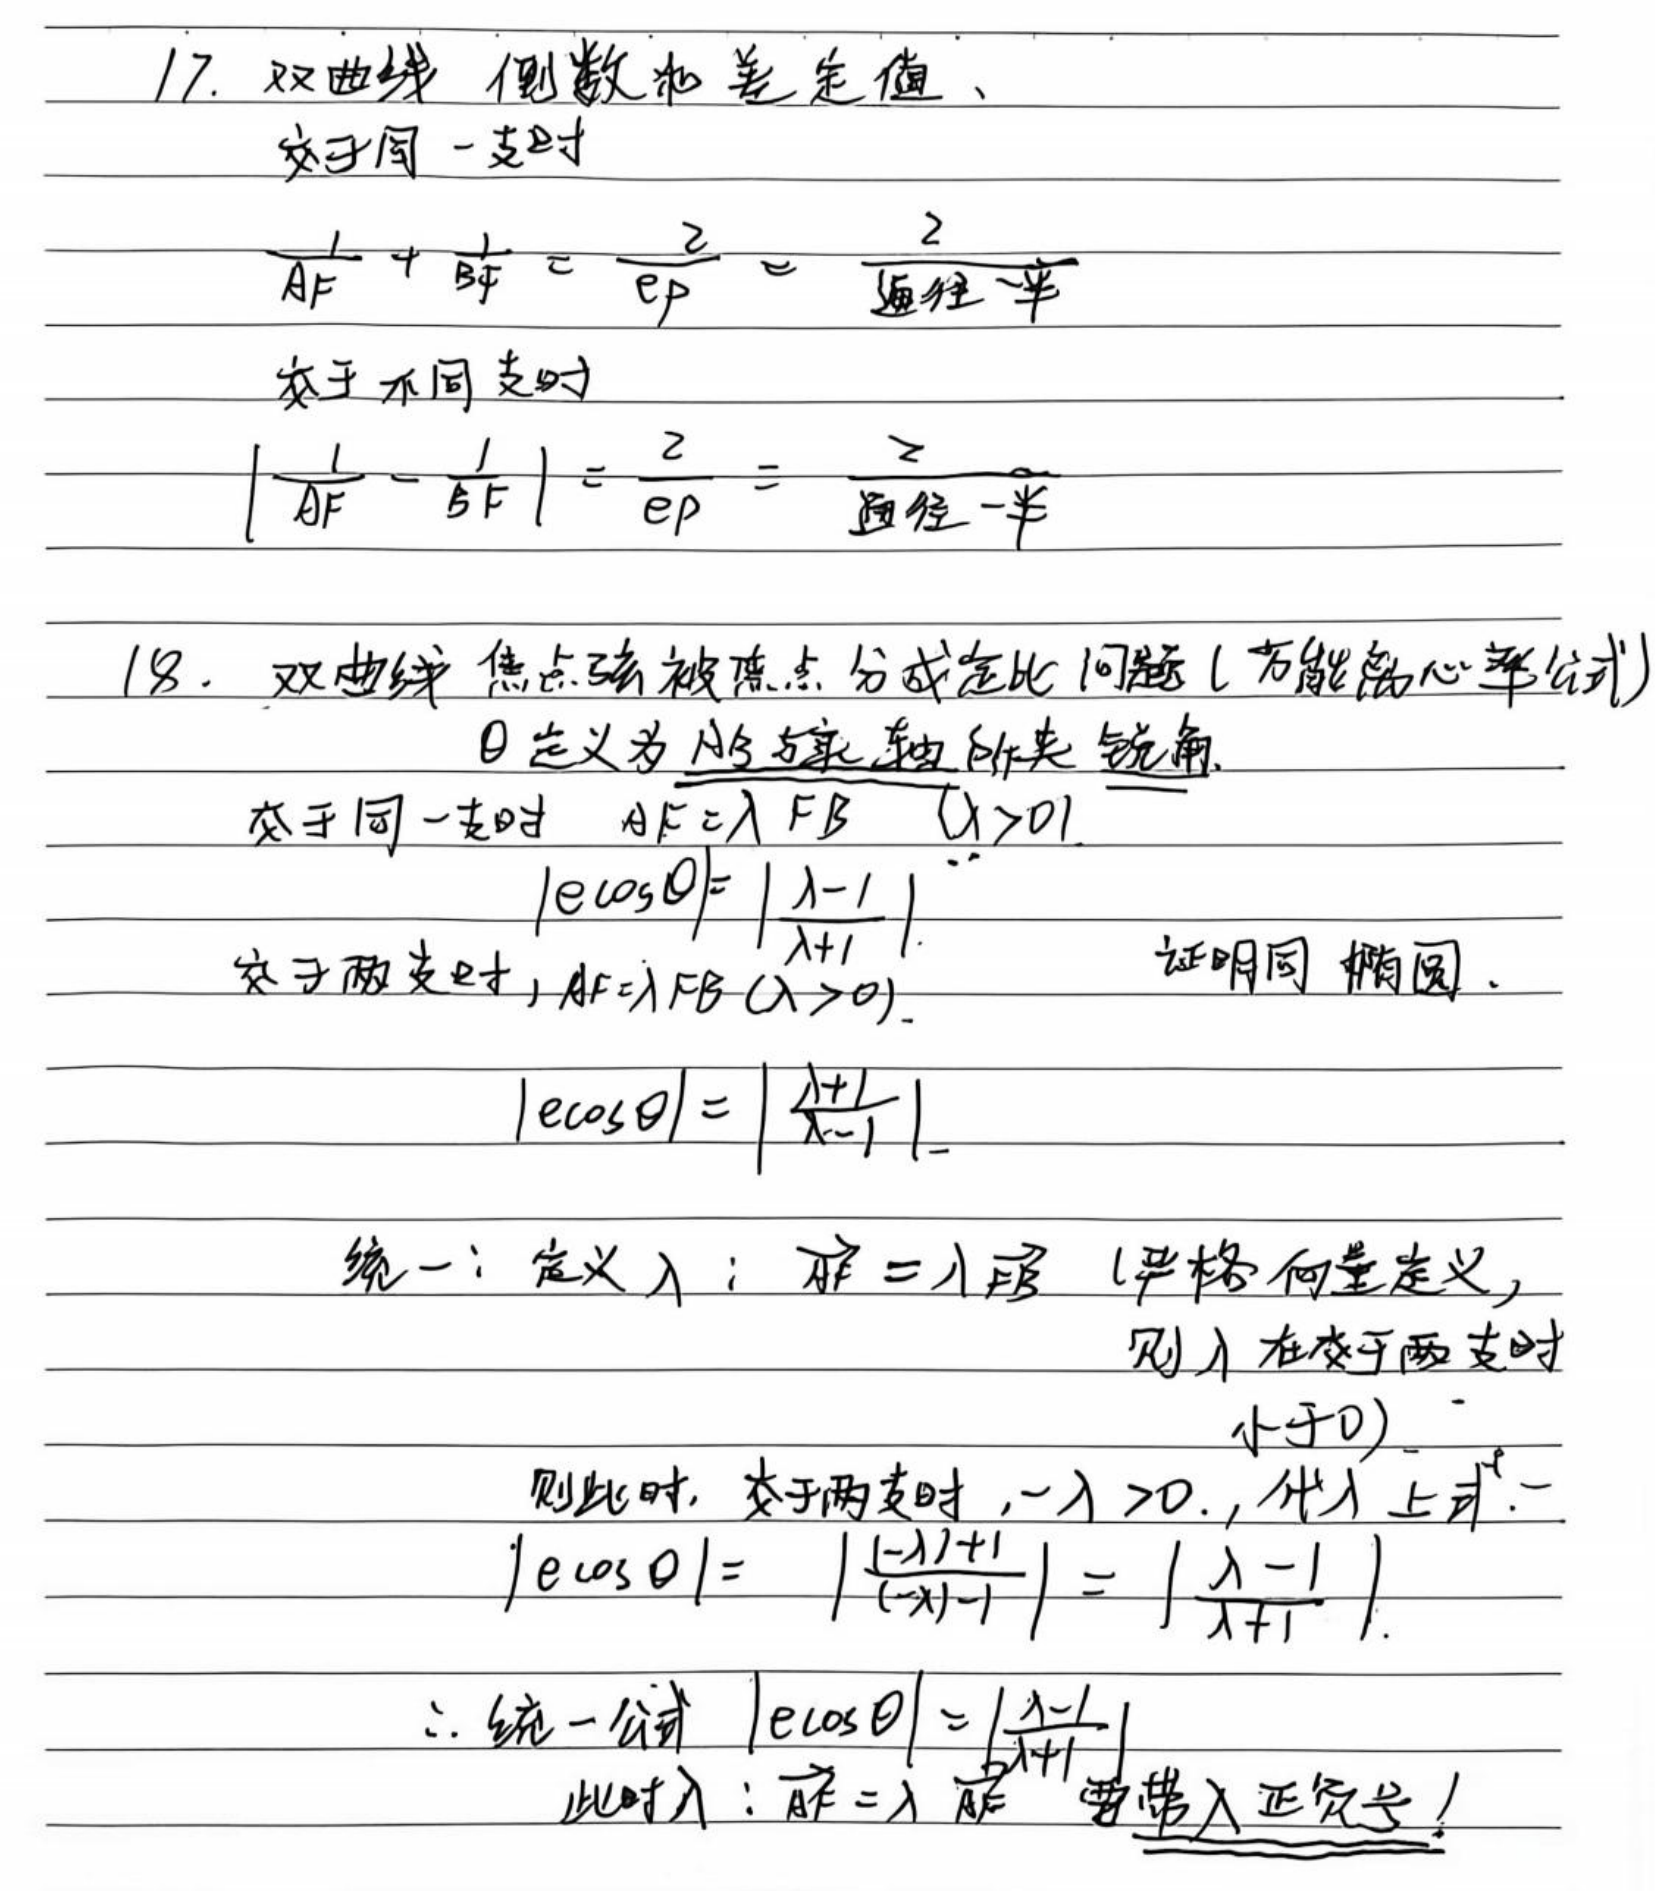 17. 双曲线 倒数和差定值、
交于同一支时
1/AF + 1/BF = 2/ep = 2/通径一半
交于不同支时
|1/AF - 1/BF| = 2/ep = 2/通径一半
18. 双曲线焦点弦被焦点分成定比问题(万能离心率公式)
θ定义为AB与实轴所夹锐角.
交于同一支时 AF=λFB (λ>0).
|ecosθ|=|λ-1/λ+1|.
证明同椭圆.
交于两支时, AF=λFB (λ>0).
|ecosθ|=|λ+1/λ-1|.
统一: 定义λ: AF=λFB (严格向量定义,
则λ在交于两支时
小于0).
则此时, 交于两支时, -λ>0., 代入上式:
|ecosθ|= |(-λ)+1/(-λ)-1| = |λ-1/λ+1|.
∴统一公式 |ecosθ|=|λ-1/λ+1|
此时λ: AF=λAF 要带入正负号!